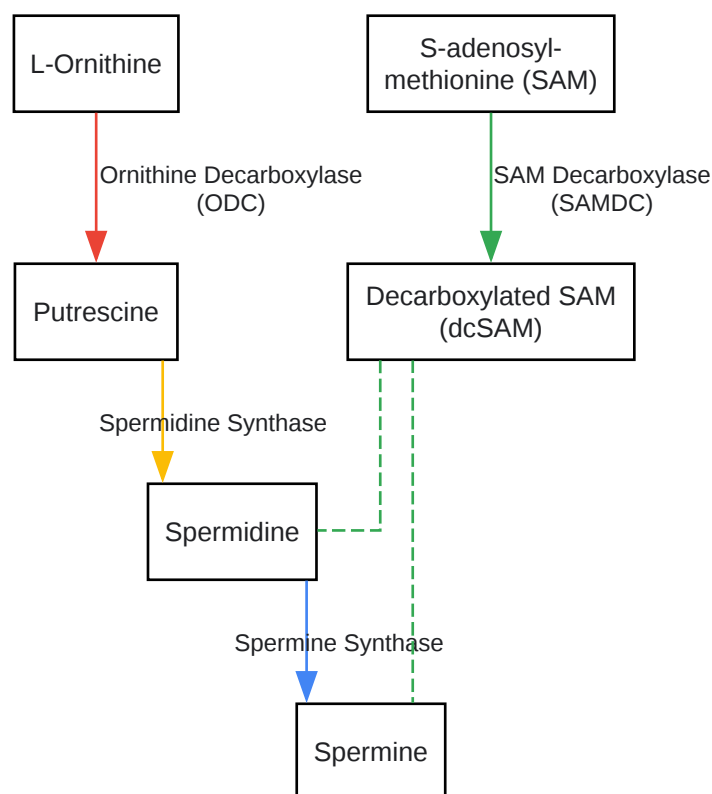 L-Ornithine
S-adenosyl-
methionine (SAM)
Ornithine Decarboxylase
(ODC)
SAM Decarboxylase
(SAMDC)
Putrescine
Decarboxylated SAM
(dcSAM)
Spermidine Synthase
Spermidine
Spermine Synthase
Spermine